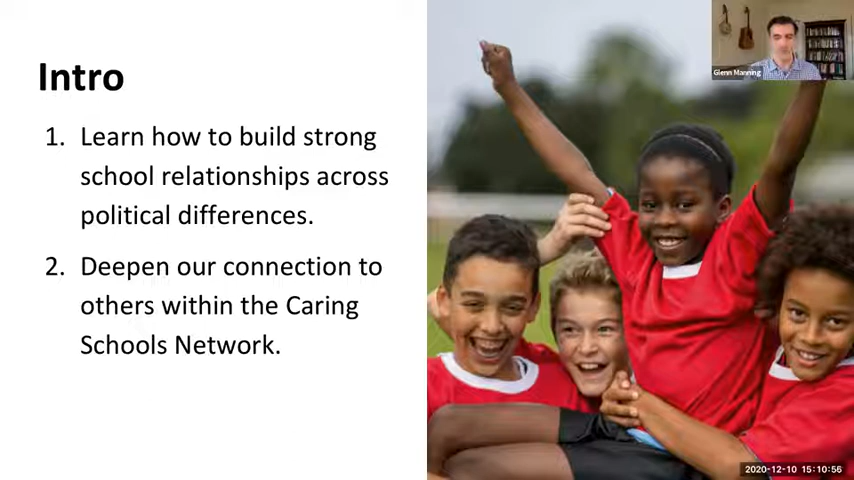 Intro
1. Learn how to build strong
school relationships across
political differences.
2. Deepen our connection to
others within the Caring
Schools Network.
Glenn Manning
2020-12-10 15:10:56